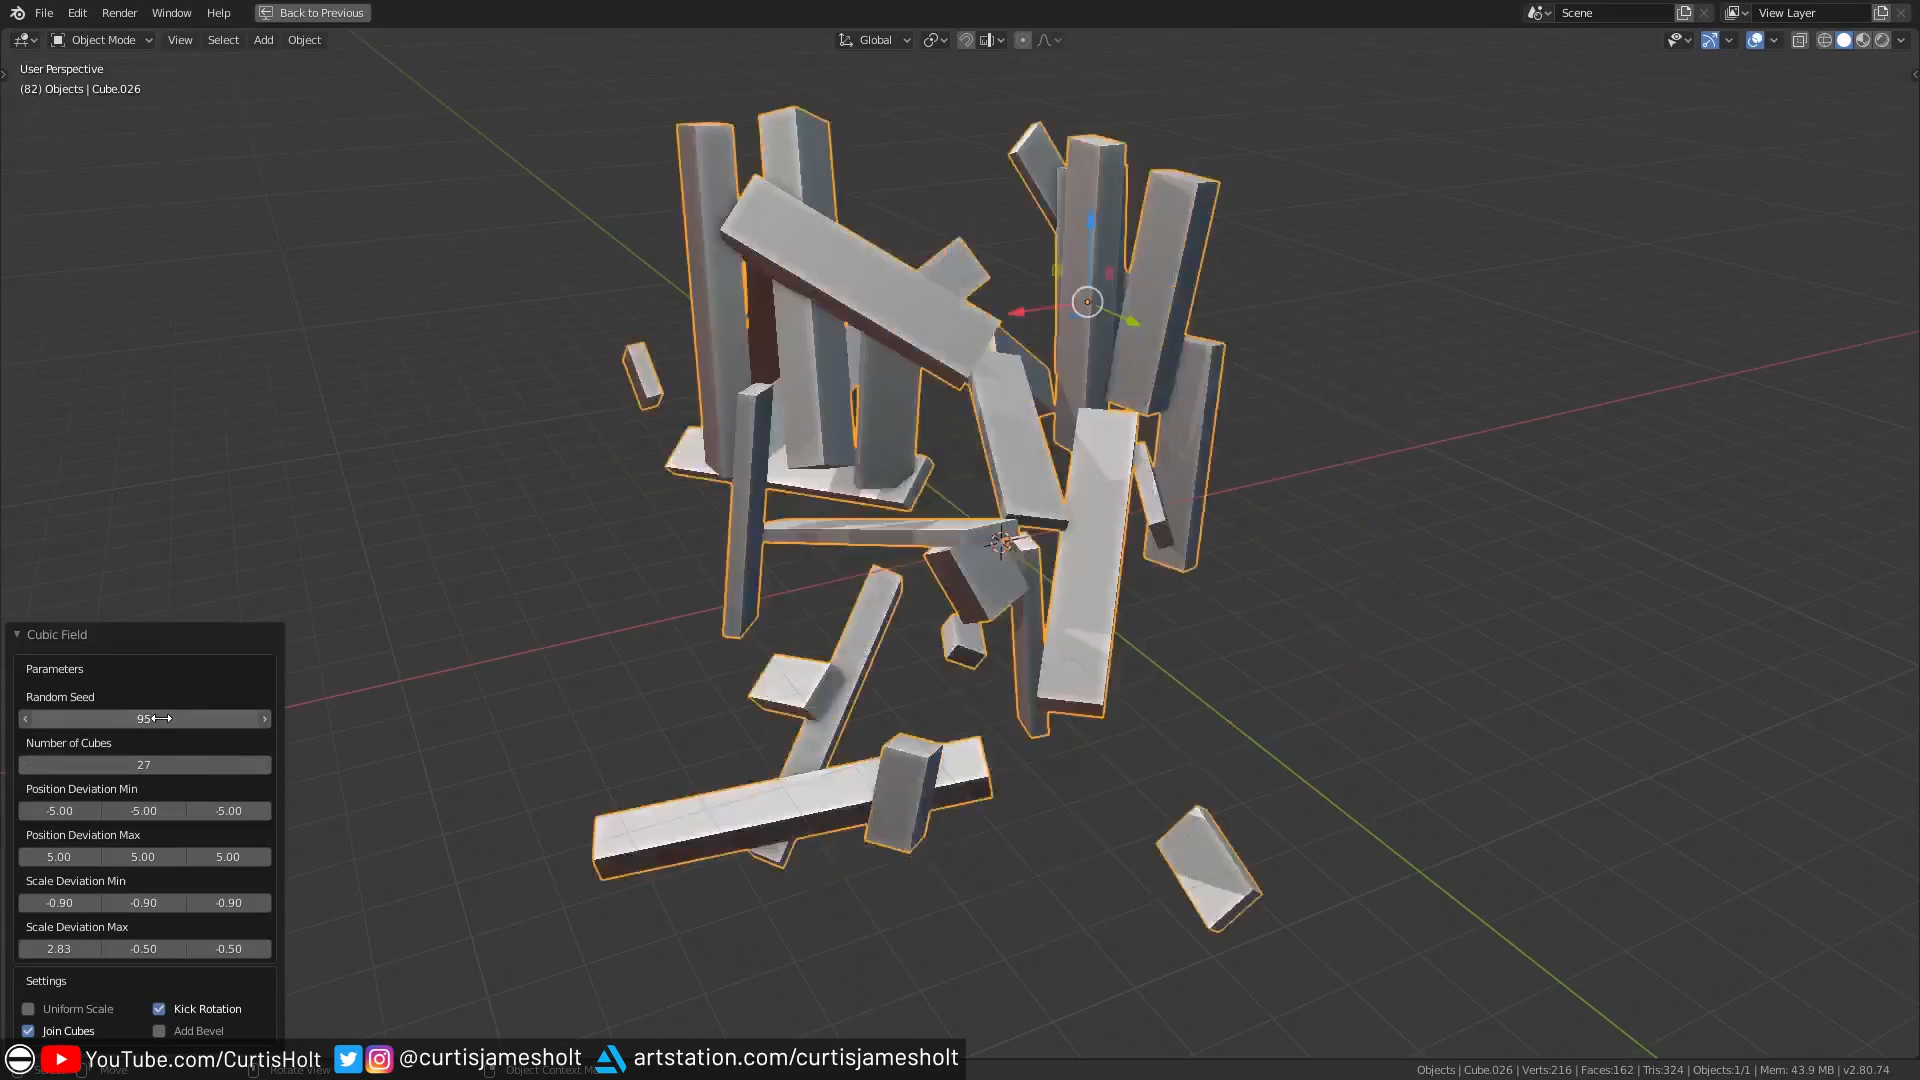 File Edit Render Window Help Back to Previous Scene View Layer
Object Mode View Select Add Object Global
User Perspective
(82) Objects | Cube.026
Cubic Field
Parameters
Random Seed
95
Number of Cubes
27
Position Deviation Min
-5.00 -5.00 -5.00
Position Deviation Max
5.00 5.00 5.00
Scale Deviation Min
-0.90 -0.90 -0.90
Scale Deviation Max
2.83 -0.50 -0.50
Settings
Uniform Scale Kick Rotation
Join Cubes Add Bevel
YouTube.com/CurtisHolt @curtisjamesholt artstation.com/curtisjamesholt
Move Rotate View Object Context Objects | Cube.026 | Verts:216 | Faces:162 | Tris:324 | Objects:1/1 | Mem: 43.9 MB | v2.80.74